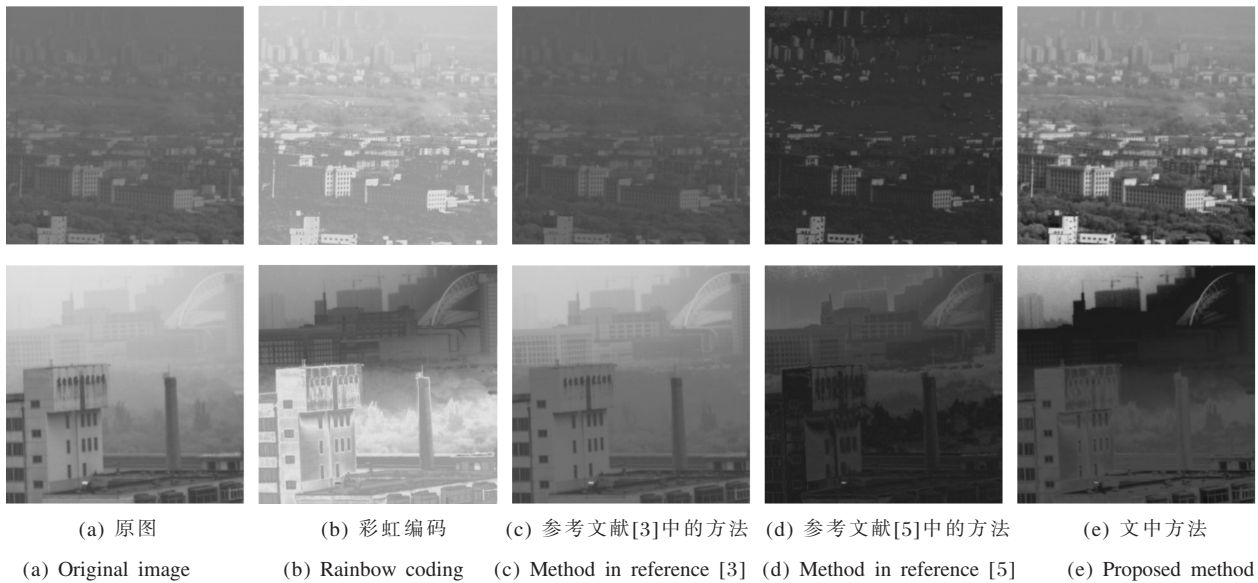 (a) 原图 (b) 彩虹编码 (c) 参考文献[3]中的方法 (d) 参考文献[5]中的方法 (e) 文中方法
(a) Original image (b) Rainbow coding (c) Method in reference [3] (d) Method in reference [5] (e) Proposed method